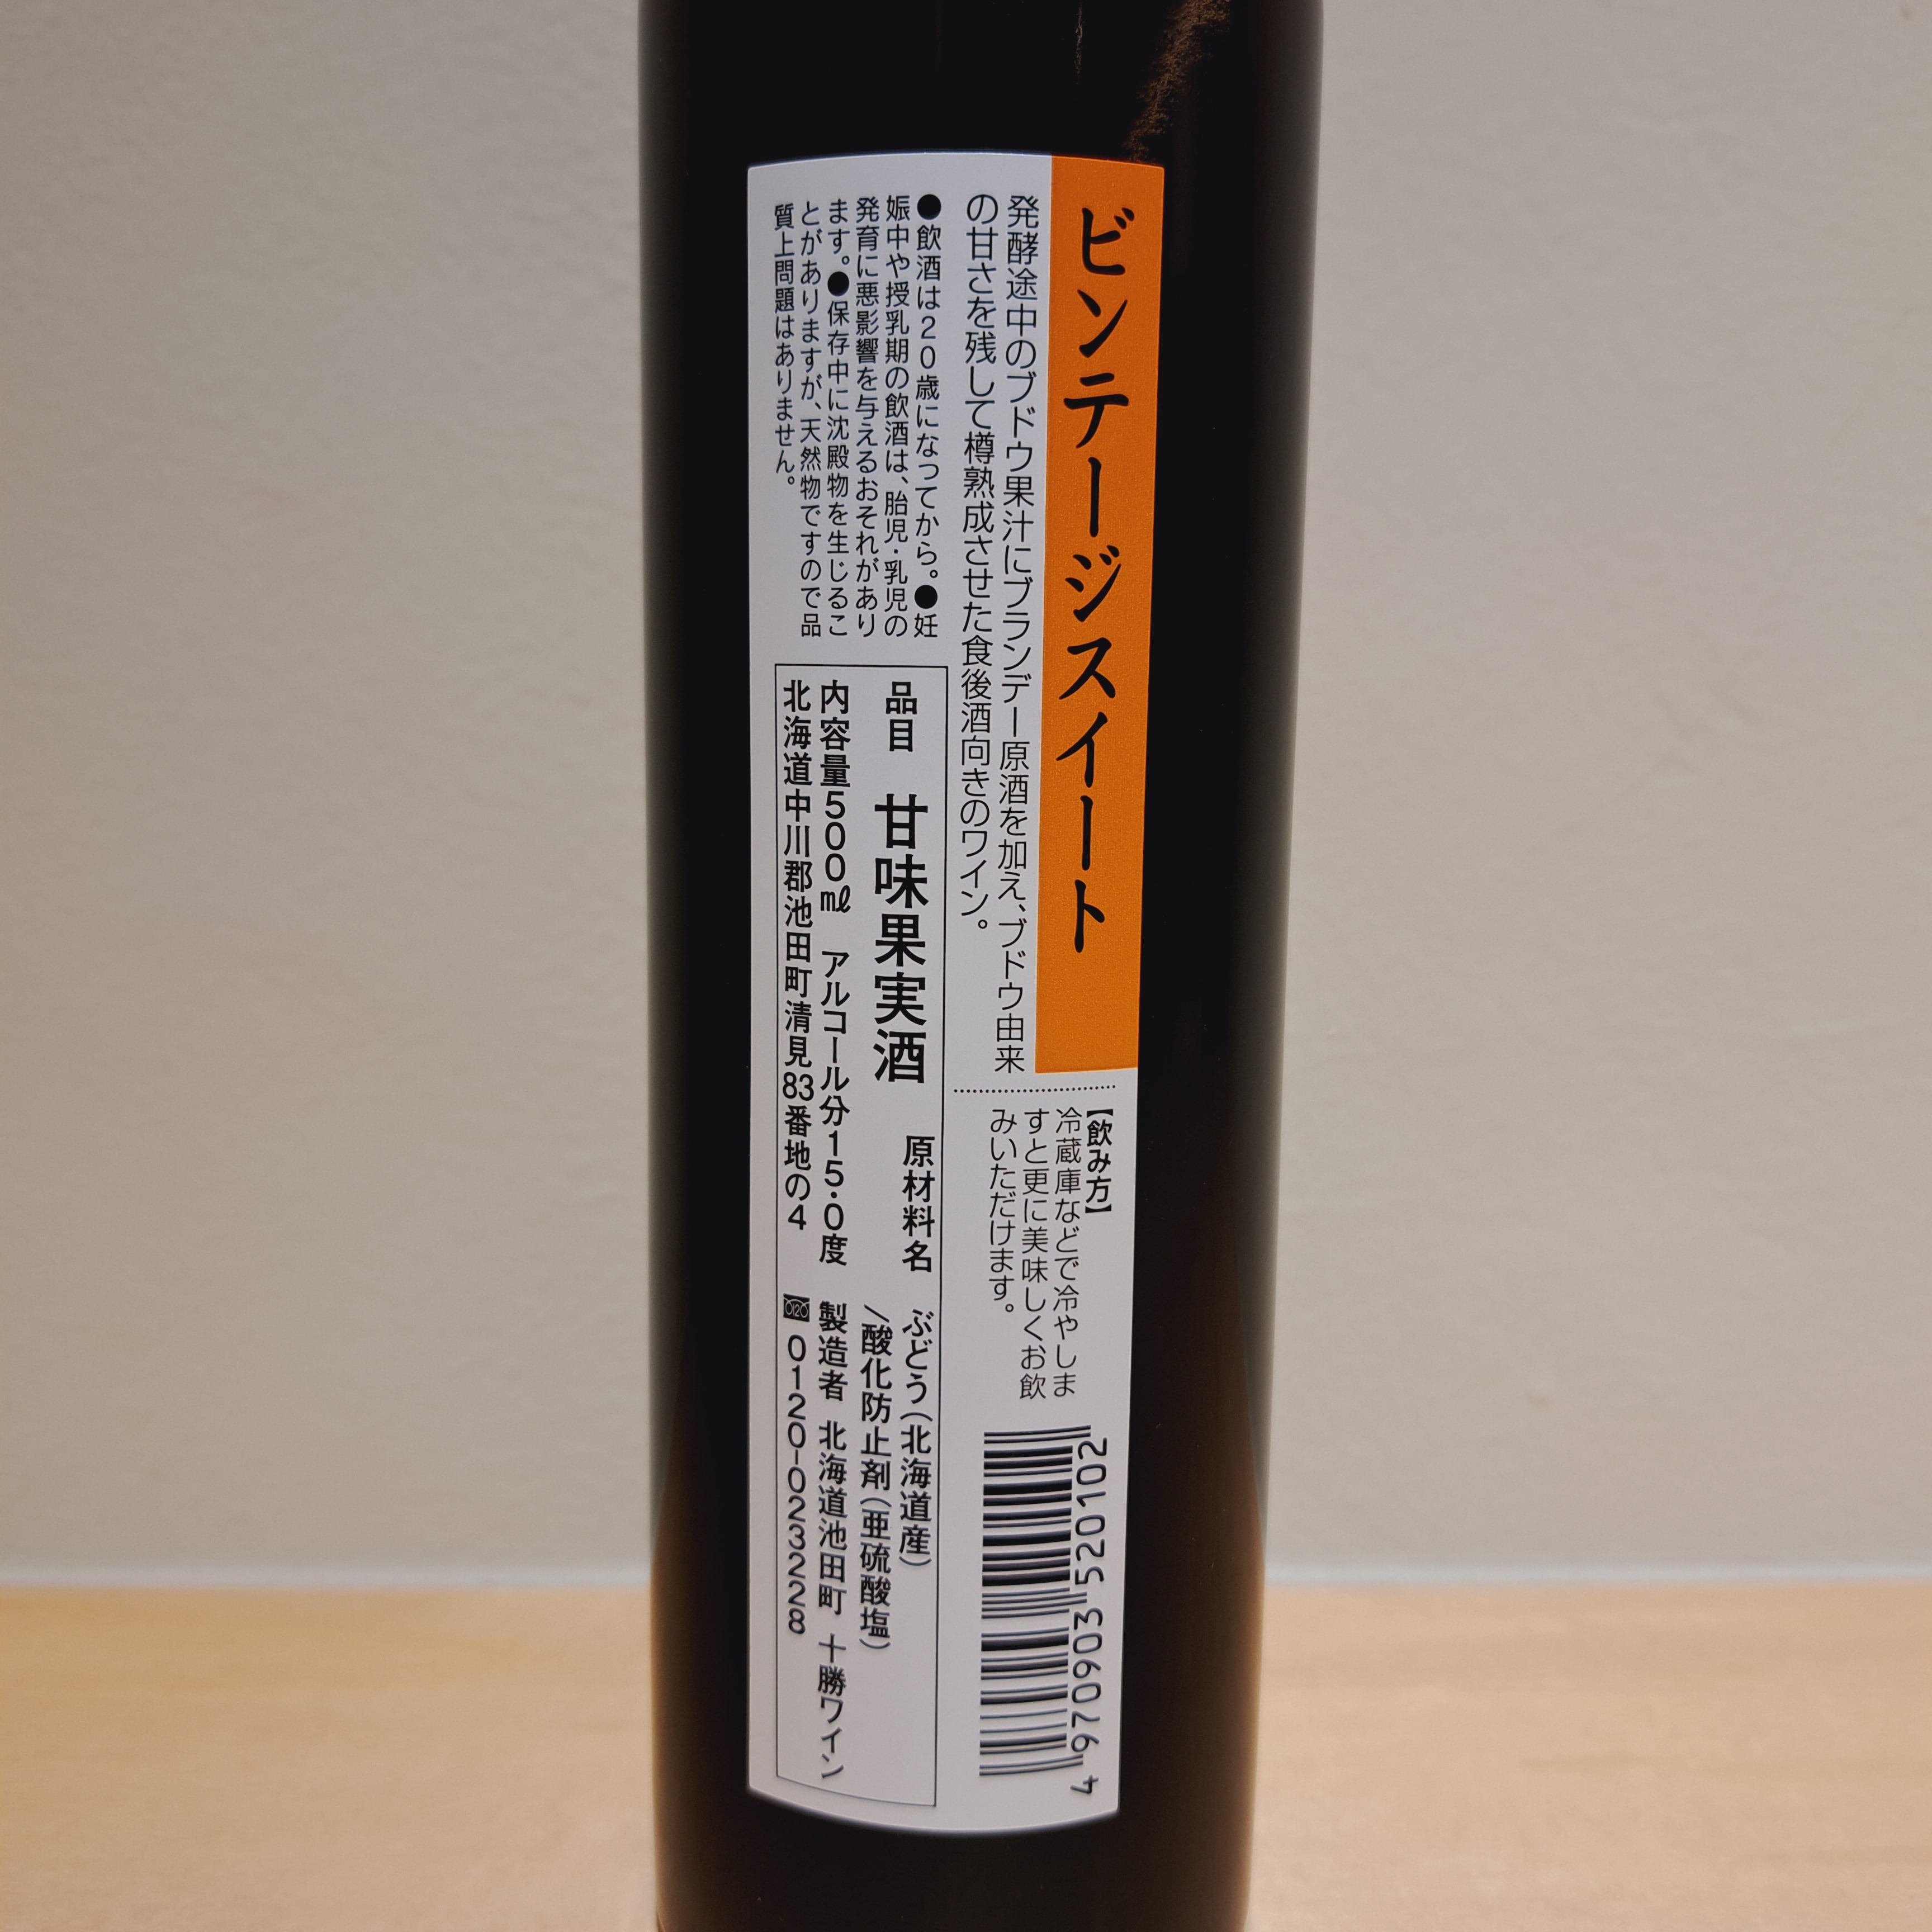 ビンテージスイート
発酵途中のブドウ果汁にブランデー原酒を加え、ブドウ由来
の甘さを残して樽熟成させた食後酒向きのワイン。
【飲み方】
冷蔵庫などで冷やしま
すと更に美味しくお飲
みいただけます。
4 970903 520102
●飲酒は20歳になってから。●妊
娠中や授乳期の飲酒は、胎児・乳児の
発育に悪影響を与えるおそれがあり
ます。●保存中に沈殿物を生じるこ
とがありますが、天然物ですので品
質上問題はありません。
品目 甘味果実酒
原材料名 ぶどう(北海道産)
/酸化防止剤(亜硫酸塩)
内容量500㎖ アルコール分15.0度
製造者 北海道池田町 十勝ワイン
北海道中川郡池田町清見83番地の4
0120-023228